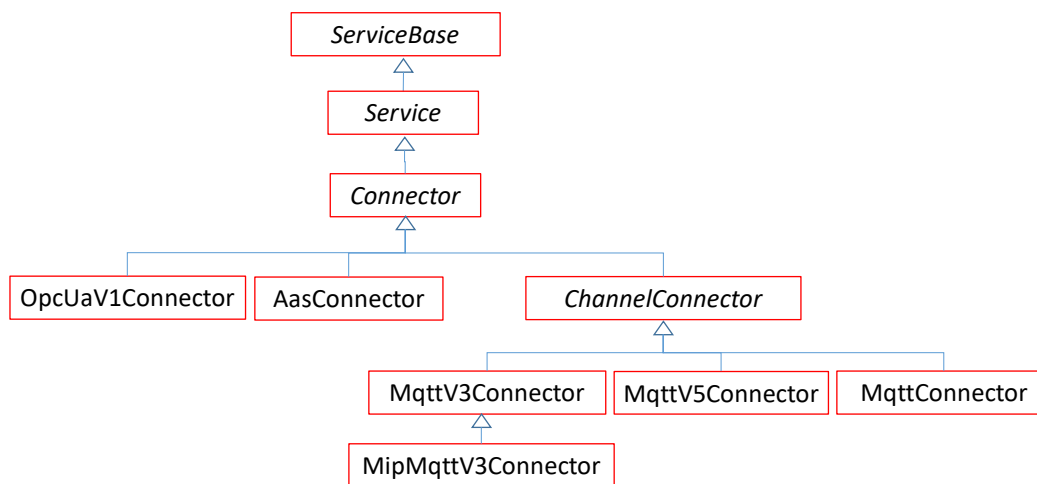 ServiceBase
Service
Connector
OpcUaV1Connector
AasConnector
ChannelConnector
MqttV3Connector
MqttV5Connector
MqttConnector
MipMqttV3Connector